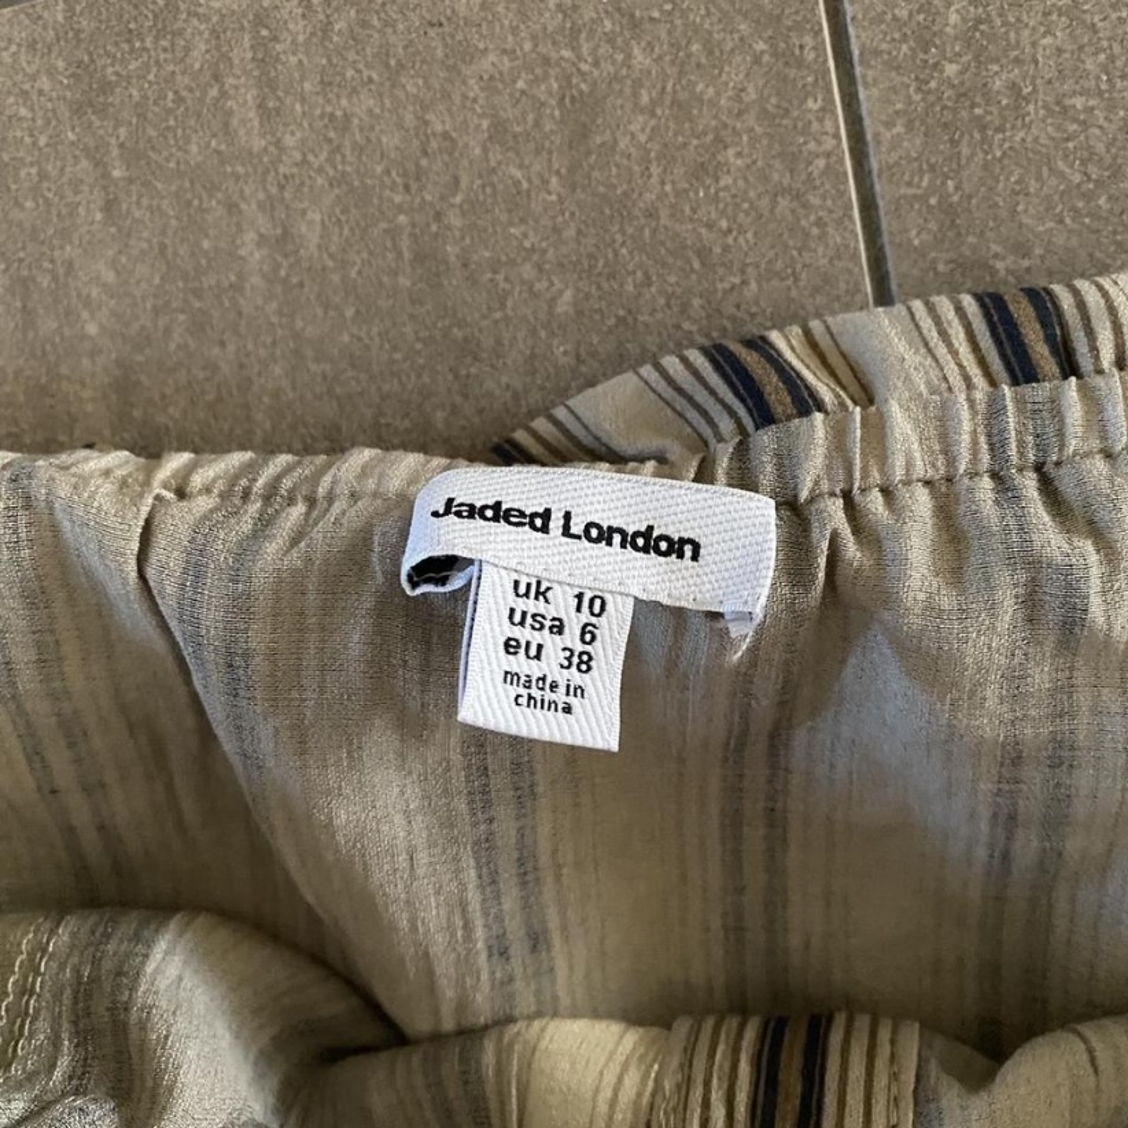 Jaded London
uk 10
usa 6
eu 38
made in
china